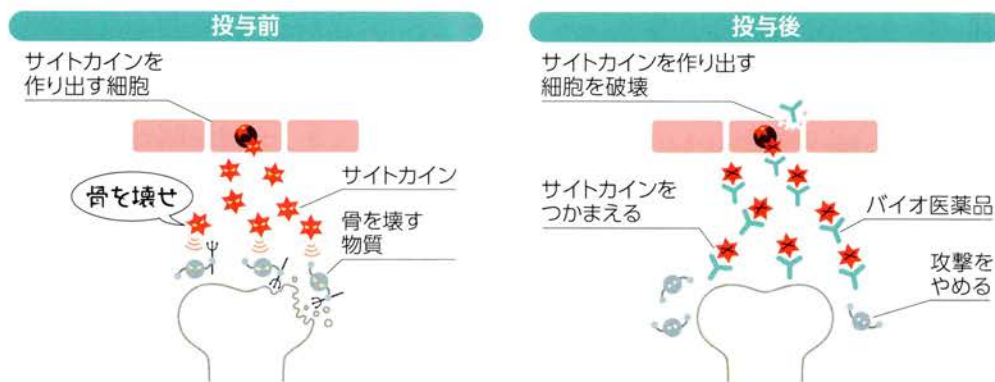 投与前
サイトカインを
作り出す細胞
骨を壊せ
サイトカイン
骨を壊す
物質
投与後
サイトカインを作り出す
細胞を破壊
サイトカインを
つかまえる
バイオ医薬品
攻撃を
やめる